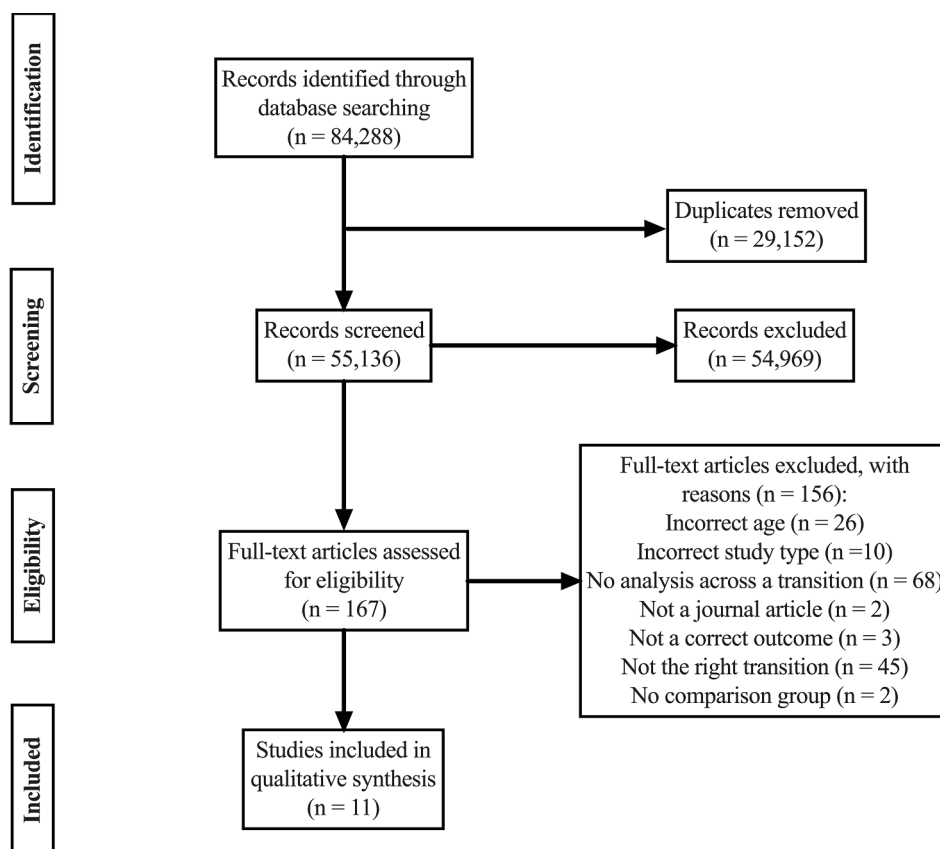 Identification
Records identified through
database searching
(n = 84,288)
Duplicates removed
(n = 29,152)
Screening
Records screened
(n = 55,136)
Records excluded
(n = 54,969)
Eligibility
Full-text articles assessed
for eligibility
(n = 167)
Full-text articles excluded, with
reasons (n = 156):
Incorrect age (n = 26)
Incorrect study type (n =10)
No analysis across a transition (n = 68)
Not a journal article (n = 2)
Not a correct outcome (n = 3)
Not the right transition (n = 45)
No comparison group (n = 2)
Included
Studies included in
qualitative synthesis
(n = 11)